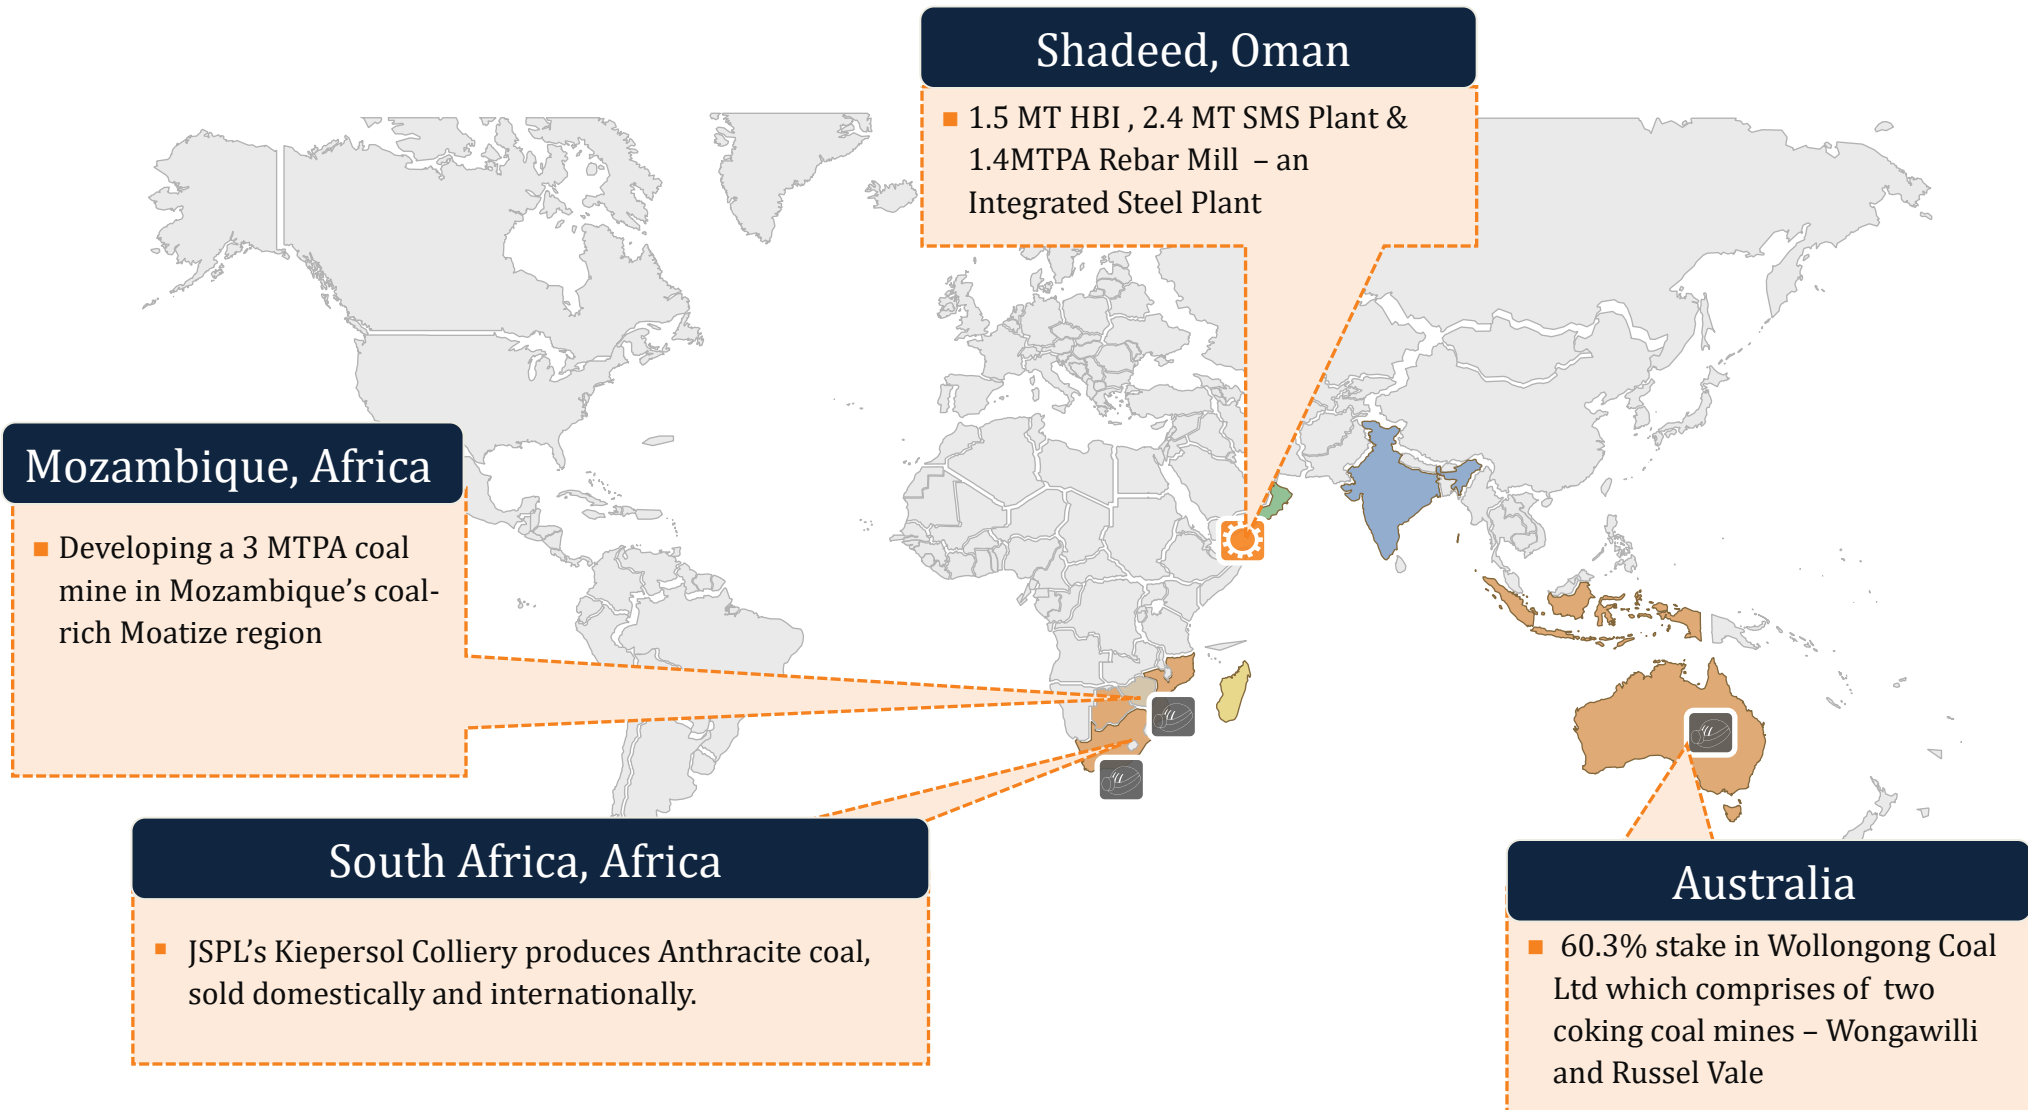 Shadeed, Oman
■ 1.5 MT HBI , 2.4 MT SMS Plant &
1.4MTPA Rebar Mill – an
Integrated Steel Plant
Mozambique, Africa
■ Developing a 3 MTPA coal
mine in Mozambique’s coal-
rich Moatize region
South Africa, Africa
■ JSPL’s Kiepersol Colliery produces Anthracite coal,
sold domestically and internationally.
Australia
■ 60.3% stake in Wollongong Coal
Ltd which comprises of two
coking coal mines – Wongawilli
and Russel Vale